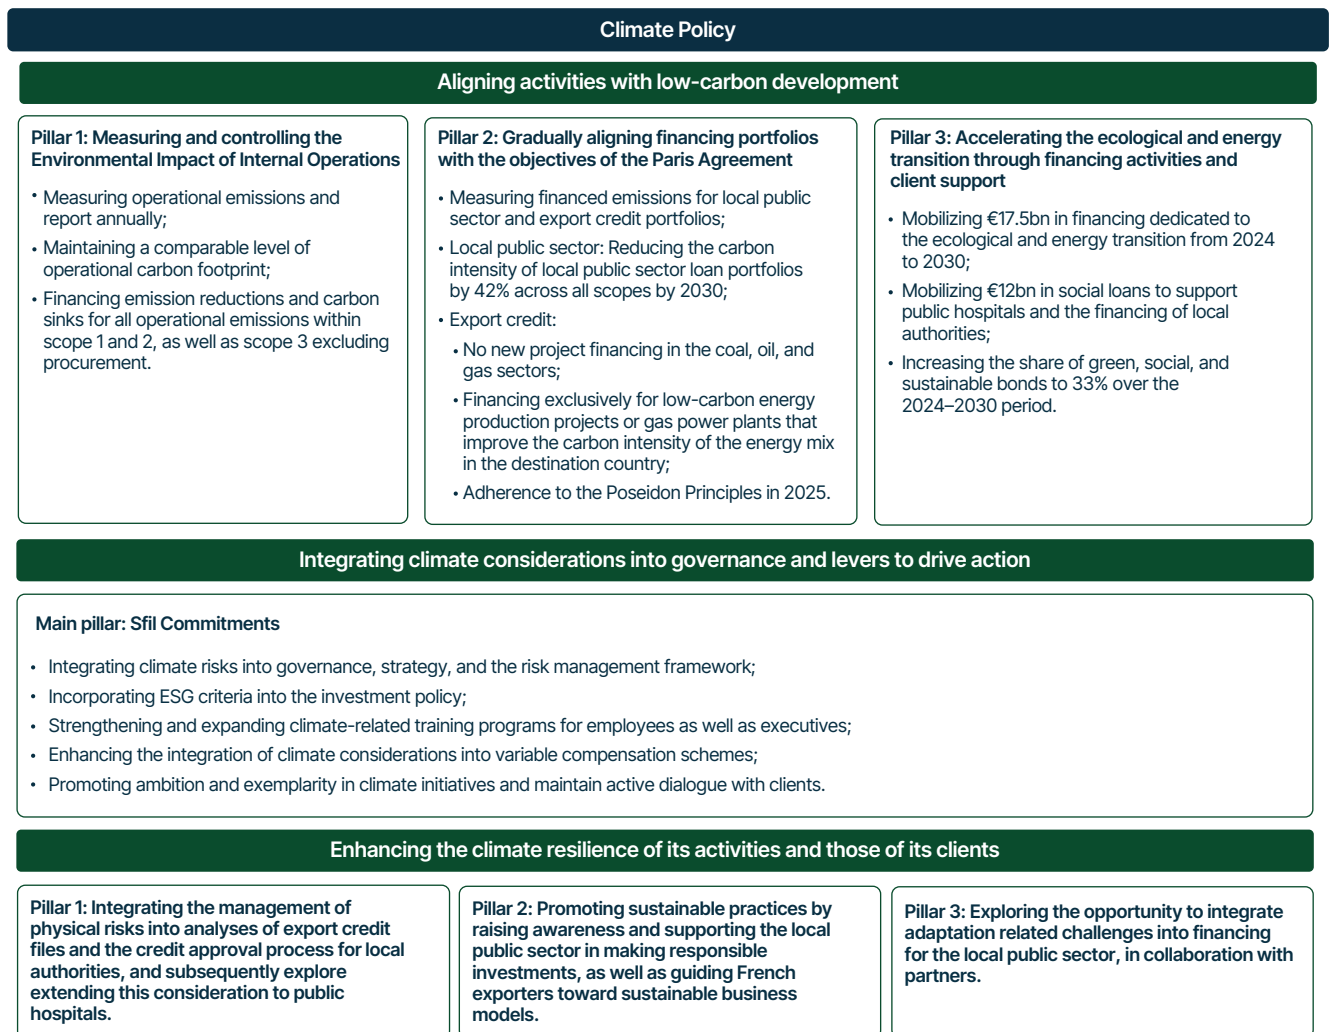 Climate Policy
Aligning activities with low-carbon development
Pillar 1: Measuring and controlling the
Environmental Impact of Internal Operations
• Measuring operational emissions and
report annually;
• Maintaining a comparable level of
operational carbon footprint;
• Financing emission reductions and carbon
sinks for all operational emissions within
scope 1 and 2, as well as scope 3 excluding
procurement.
Pillar 2: Gradually aligning financing portfolios
with the objectives of the Paris Agreement
• Measuring financed emissions for local public
sector and export credit portfolios;
• Local public sector: Reducing the carbon
intensity of local public sector loan portfolios
by 42% across all scopes by 2030;
• Export credit:
• No new project financing in the coal, oil, and
gas sectors;
• Financing exclusively for low-carbon energy
production projects or gas power plants that
improve the carbon intensity of the energy mix
in the destination country;
• Adherence to the Poseidon Principles in 2025.
Pillar 3: Accelerating the ecological and energy
transition through financing activities and
client support
• Mobilizing €17.5bn in financing dedicated to
the ecological and energy transition from 2024
to 2030;
• Mobilizing €12bn in social loans to support
public hospitals and the financing of local
authorities;
• Increasing the share of green, social, and
sustainable bonds to 33% over the
2024–2030 period.
Integrating climate considerations into governance and levers to drive action
Main pillar: Sfil Commitments
• Integrating climate risks into governance, strategy, and the risk management framework;
• Incorporating ESG criteria into the investment policy;
• Strengthening and expanding climate-related training programs for employees as well as executives;
• Enhancing the integration of climate considerations into variable compensation schemes;
• Promoting ambition and exemplarity in climate initiatives and maintain active dialogue with clients.
Enhancing the climate resilience of its activities and those of its clients
Pillar 1: Integrating the management of
physical risks into analyses of export credit
files and the credit approval process for local
authorities, and subsequently explore
extending this consideration to public
hospitals.
Pillar 2: Promoting sustainable practices by
raising awareness and supporting the local
public sector in making responsible
investments, as well as guiding French
exporters toward sustainable business
models.
Pillar 3: Exploring the opportunity to integrate
adaptation related challenges into financing
for the local public sector, in collaboration with
partners.